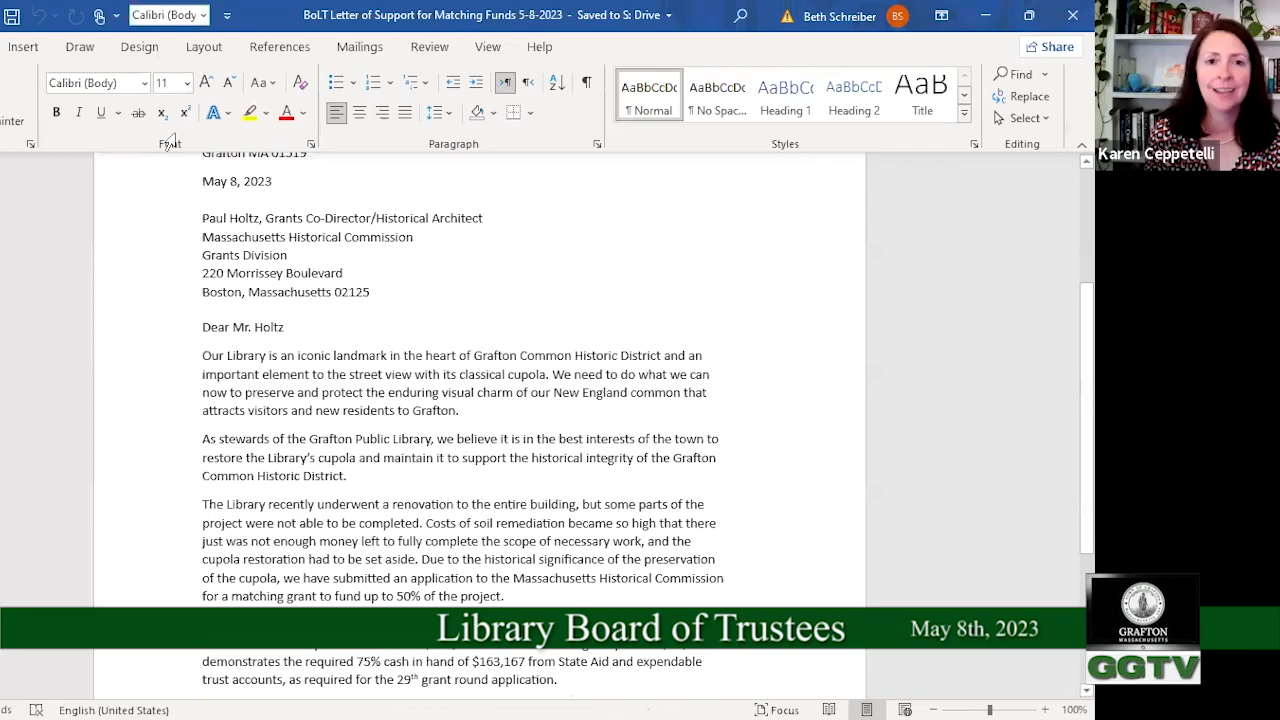 Calibri (Body
BoLT Letter of Support for Matching Funds 5-8-2023 - Saved to S: Drive
Beth Schreiber
BS
Insert
Draw
Design
Layout
References
Mailings
Review
View
Help
Share
Calibri (Body)
11
Aa
AaBbCcDc
AaBbCcDc
AaBbC
AaBbCcD
AaB
Normal
No Spac...
Heading 1
Heading 2
Title
Find
Replace
Select
inter
Paragraph
Styles
Editing
Karen Ceppetelli
Grafton MA 01519
May 8, 2023
Paul Holtz, Grants Co-Director/Historical Architect
Massachusetts Historical Commission
Grants Division
220 Morrissey Boulevard
Boston, Massachusetts 02125
Dear Mr. Holtz
Our Library is an iconic landmark in the heart of Grafton Common Historic District and an
important element to the street view with its classical cupola. We need to do what we can
now to preserve and protect the enduring visual charm of our New England common that
attracts visitors and new residents to Grafton.
As stewards of the Grafton Public Library, we believe it is in the best interests of the town to
restore the Library's cupola and maintain it to support the historical integrity of the Grafton
Common Historic District.
The Library recently underwent a renovation to the entire building, but some parts of the
project were not able to be completed. Costs of soil remediation became so high that there
just was not enough money left to fully complete the scope of necessary work, and the
cupola restoration had to be set aside. Due to the historical significance of the preservation
of the cupola, we have submitted an application to the Massachusetts Historical Commission
for a matching grant to fund up to 50% of the project.
Library Board of Trustees
May 8th, 2023
GRAFTON
MASSACHUSETTS
GGTV
demonstrates the required 75% cash in hand of $163,167 from State Aid and expendable
trust accounts, as required for the 29th grant round application.
English (United States)
Focus
100%